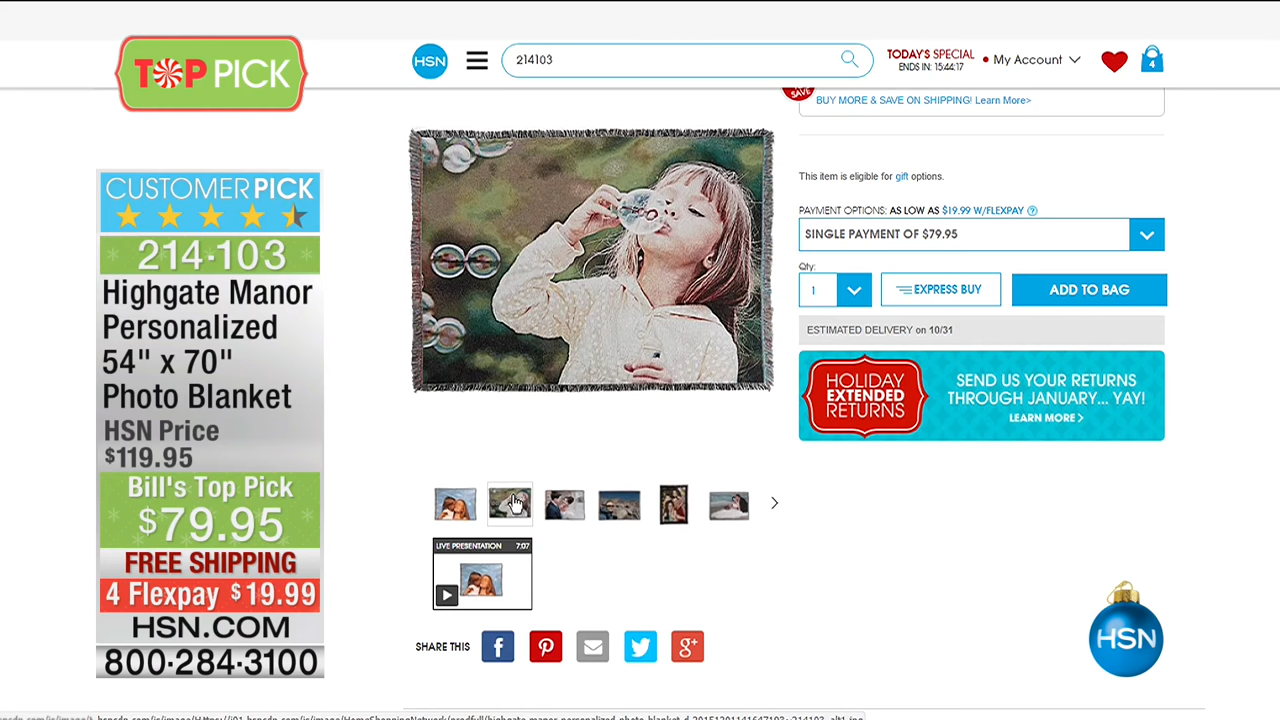 TOP PICK
HSN
214103
TODAY'S SPECIAL
ENDS IN: 15:44:17
My Account
4
SAVE
BUY MORE & SAVE ON SHIPPING! Learn More>
This item is eligible for gift options.
PAYMENT OPTIONS: AS LOW AS $19.99 W/FLEXPAY ?
SINGLE PAYMENT OF $79.95
Qty:
1
EXPRESS BUY
ADD TO BAG
ESTIMATED DELIVERY on 10/31
HOLIDAY
EXTENDED
RETURNS
SEND US YOUR RETURNS
THROUGH JANUARY... YAY!
LEARN MORE >
CUSTOMER PICK
214-103
Highgate Manor
Personalized
54" x 70"
Photo Blanket
HSN Price
$119.95
Bill's Top Pick
$79.95
FREE SHIPPING
4 Flexpay $19.99
HSN.COM
800-284-3100
LIVE PRESENTATION 7:07
SHARE THIS
HSN